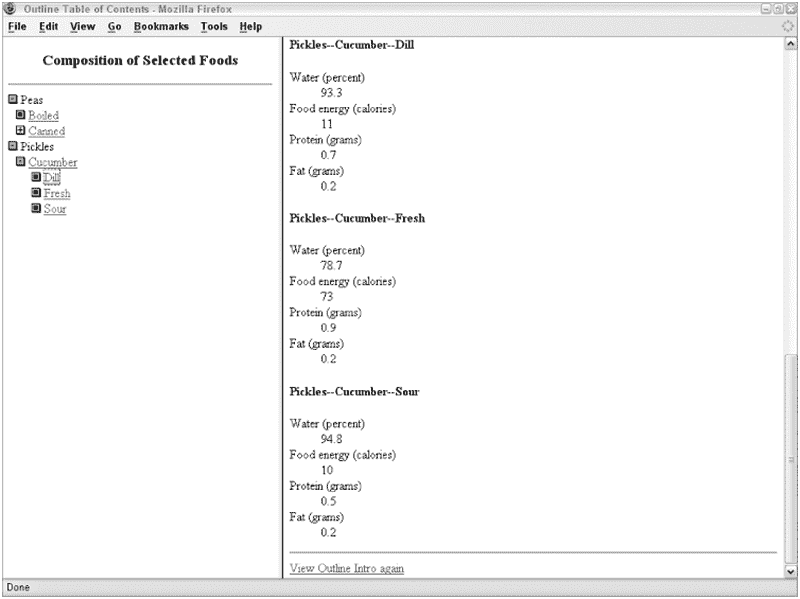 Outline Table of Contents - Mozilla Firefox
File Edit View Go Bookmarks Tools Help
Composition of Selected Foods
Peas
Boiled
Canned
Pickles
Cucumber
Dill
Fresh
Sour
Pickles--Cucumber--Dill
Water (percent)
93.3
Food energy (calories)
11
Protein (grams)
0.7
Fat (grams)
0.2
Pickles--Cucumber--Fresh
Water (percent)
78.7
Food energy (calories)
73
Protein (grams)
0.9
Fat (grams)
0.2
Pickles--Cucumber--Sour
Water (percent)
94.8
Food energy (calories)
10
Protein (grams)
0.5
Fat (grams)
0.2
View Outline Intro again
Done